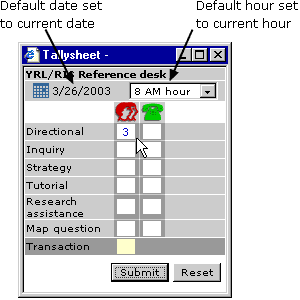 Default date set
to current date
Default hour set
to current hour
Tallysheet -
YRL/RIS Reference desk
3/26/2003
8 AM hour
Directional
3
Inquiry
Strategy
Tutorial
Research
assistance
Map question
Transaction
Submit
Reset